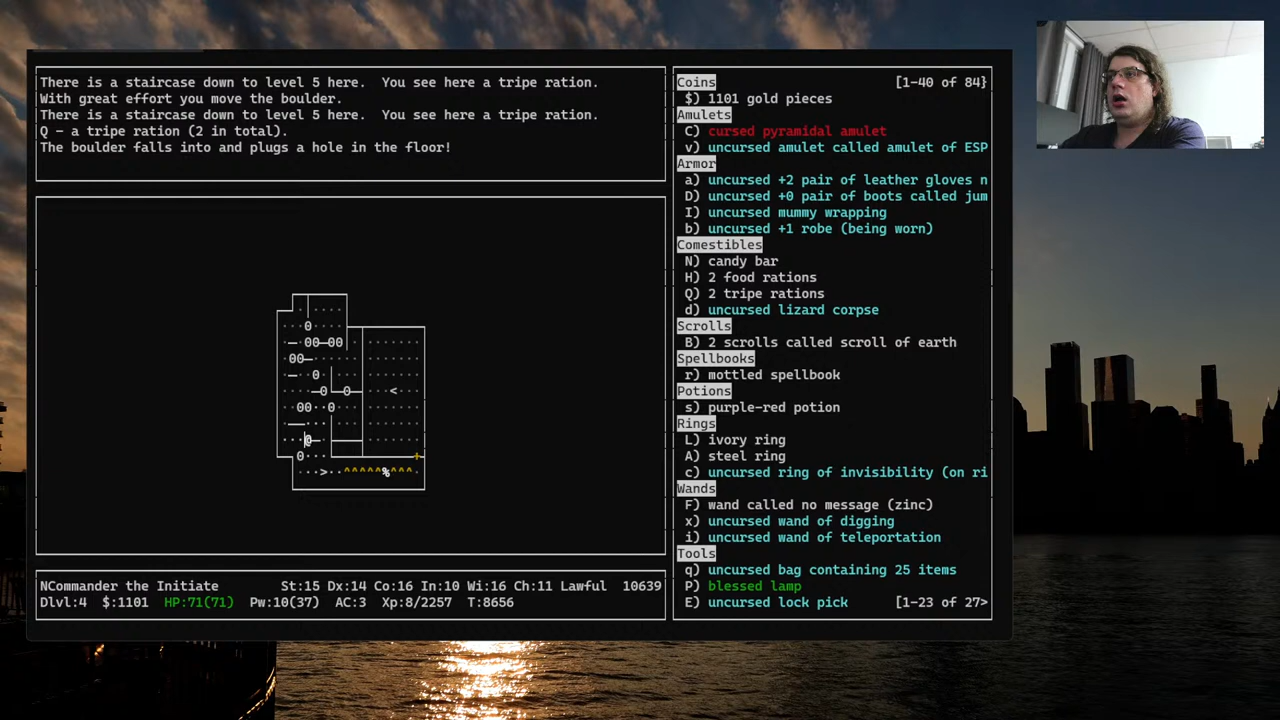 There is a staircase down to level 5 here.  You see here a tripe ration.
With great effort you move the boulder.
There is a staircase down to level 5 here.  You see here a tripe ration.
Q - a tripe ration (2 in total).
The boulder falls into and plugs a hole in the floor!
NCommander the Initiate St:15 Dx:14 Co:16 In:10 Wi:16 Ch:11 Lawful 10639
Dlvl:4 $:1101 HP:71(71) Pw:10(37) AC:3 Xp:8/2257 T:8656
Coins [1-40 of 84}
$) 1101 gold pieces
Amulets
C) cursed pyramidal amulet
v) uncursed amulet called amulet of ESP
Armor
a) uncursed +2 pair of leather gloves n
D) uncursed +0 pair of boots called jum
I) uncursed mummy wrapping
b) uncursed +1 robe (being worn)
Comestibles
N) candy bar
H) 2 food rations
Q) 2 tripe rations
d) uncursed lizard corpse
Scrolls
B) 2 scrolls called scroll of earth
Spellbooks
r) mottled spellbook
Potions
s) purple-red potion
Rings
L) ivory ring
A) steel ring
c) uncursed ring of invisibility (on ri
Wands
F) wand called no message (zinc)
x) uncursed wand of digging
i) uncursed wand of teleportation
Tools
q) uncursed bag containing 25 items
P) blessed lamp
E) uncursed lock pick [1-23 of 27>